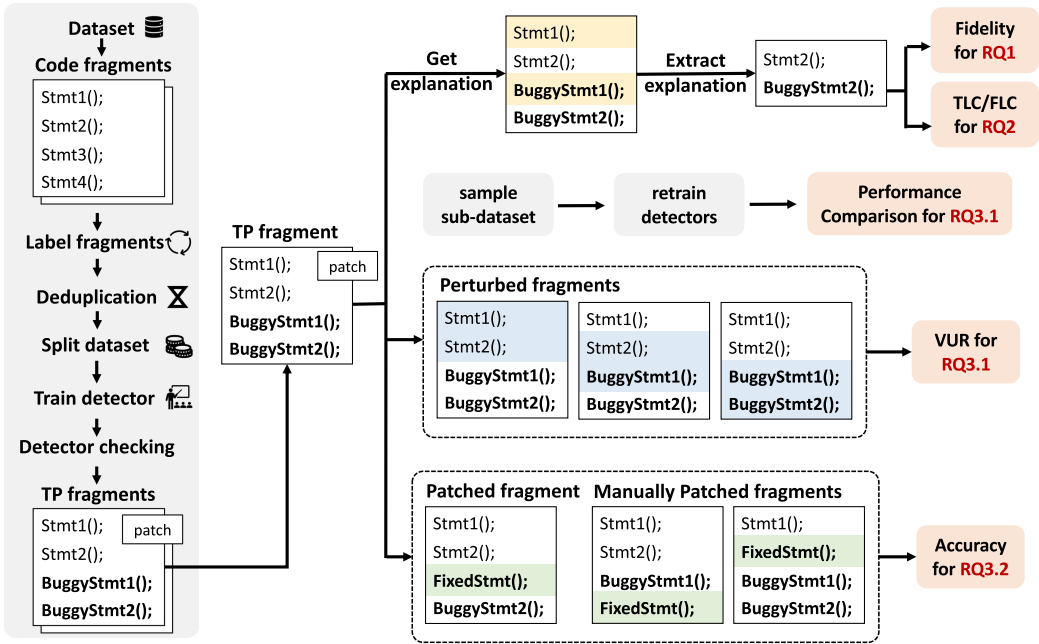 Dataset
Code fragments
Stmt1();
Stmt2();
Stmt3();
Stmt4();
Label fragments
Deduplication
Split dataset
Train detector
Detector checking
TP fragments
patch
Stmt1();
Stmt2();
BuggyStmt1();
BuggyStmt2();
TP fragment
patch
Stmt1();
Stmt2();
BuggyStmt1();
BuggyStmt2();
Get
explanation
Stmt1();
Stmt2();
BuggyStmt1();
BuggyStmt2();
Extract
explanation
Stmt2();
BuggyStmt2();
Fidelity
for RQ1
TLC/FLC
for RQ2
sample
sub-dataset
retrain
detectors
Performance
Comparison for RQ3.1
Perturbed fragments
Stmt1();
Stmt2();
BuggyStmt1();
BuggyStmt2();
Stmt1();
Stmt2();
BuggyStmt1();
BuggyStmt2();
Stmt1();
Stmt2();
BuggyStmt1();
BuggyStmt2();
VUR for
RQ3.1
Patched fragment
Stmt1();
Stmt2();
FixedStmt();
BuggyStmt2();
Manually Patched fragments
Stmt1();
Stmt2();
BuggyStmt1();
FixedStmt();
Stmt1();
FixedStmt();
BuggyStmt1();
BuggyStmt2();
Accuracy
for RQ3.2